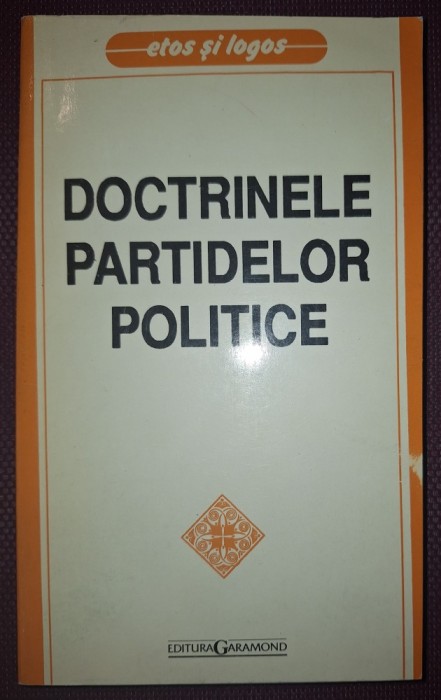 etos și logos
DOCTRINELE
PARTIDELOR
POLITICE
EDITURA GARAMOND